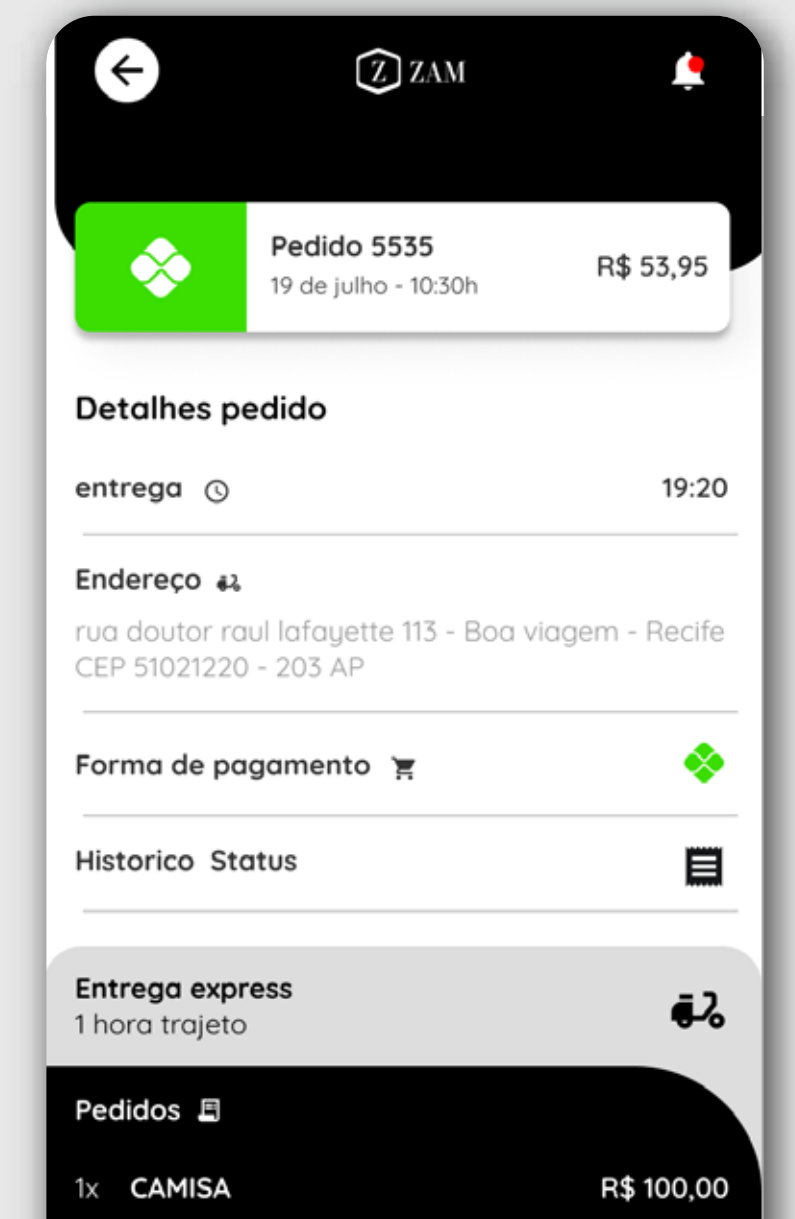 Z ZAM
Pedido 5535
19 de julho - 10:30h
R$ 53,95
Detalhes pedido
entrega 19:20
Endereço
rua doutor raul lafayette 113 - Boa viagem - Recife
CEP 51021220 - 203 AP
Forma de pagamento
Historico Status
Entrega express
1 hora trajeto
Pedidos
1x CAMISA R$ 100,00